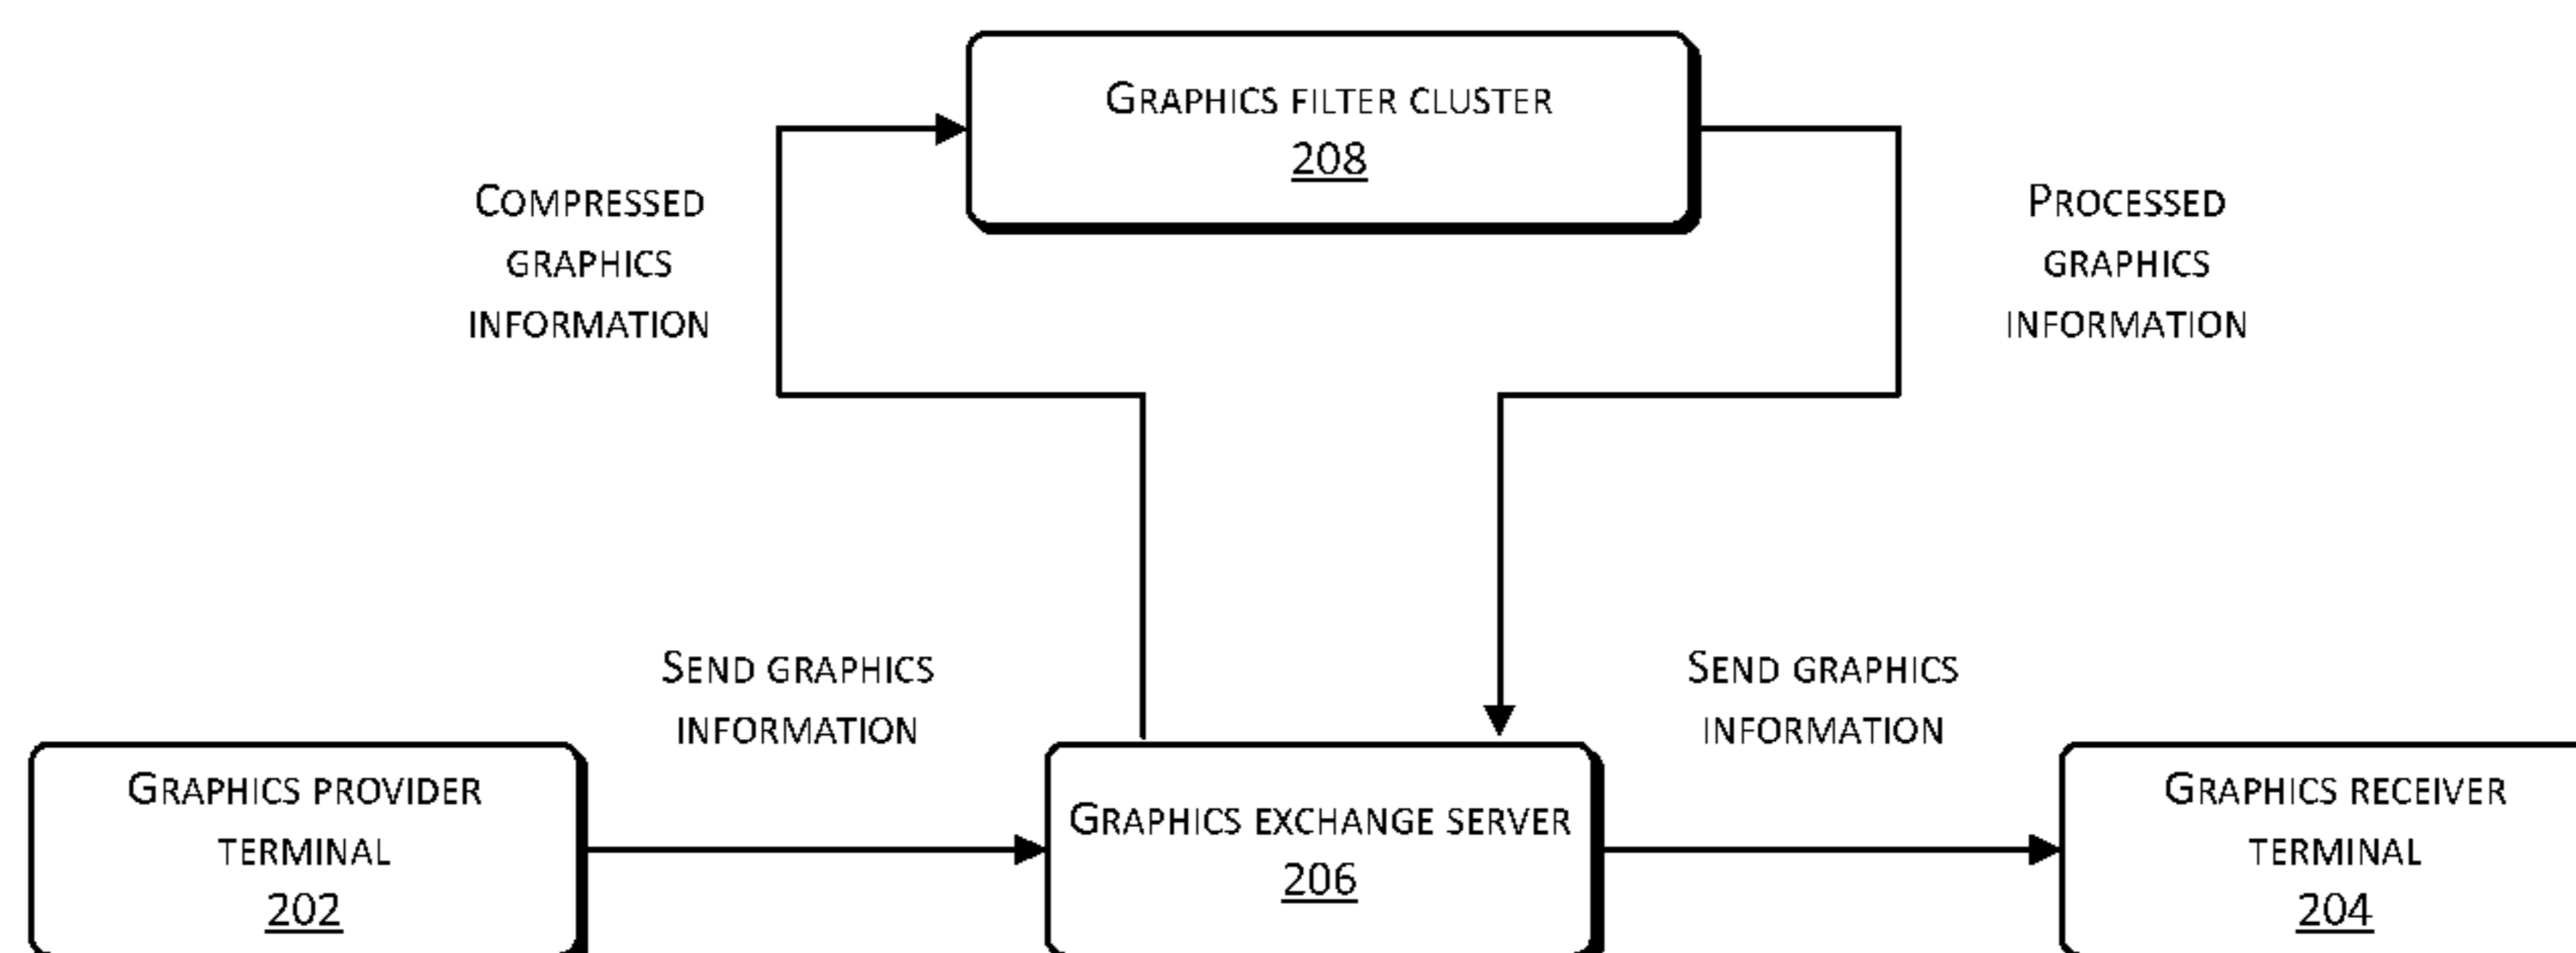 GRAPHICS FILTER CLUSTER
208
COMPRESSED
GRAPHICS
INFORMATION
PROCESSED
GRAPHICS
INFORMATION
SEND GRAPHICS
INFORMATION
SEND GRAPHICS
INFORMATION
GRAPHICS PROVIDER
TERMINAL
202
GRAPHICS EXCHANGE SERVER
206
GRAPHICS RECEIVER
TERMINAL
204